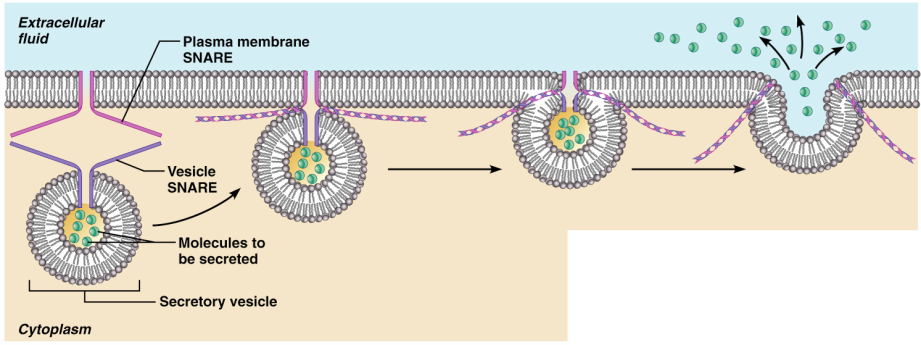 Extracellular
fluid
Plasma membrane
SNARE
Vesicle
SNARE
Molecules to
be secreted
Secretory vesicle
Cytoplasm